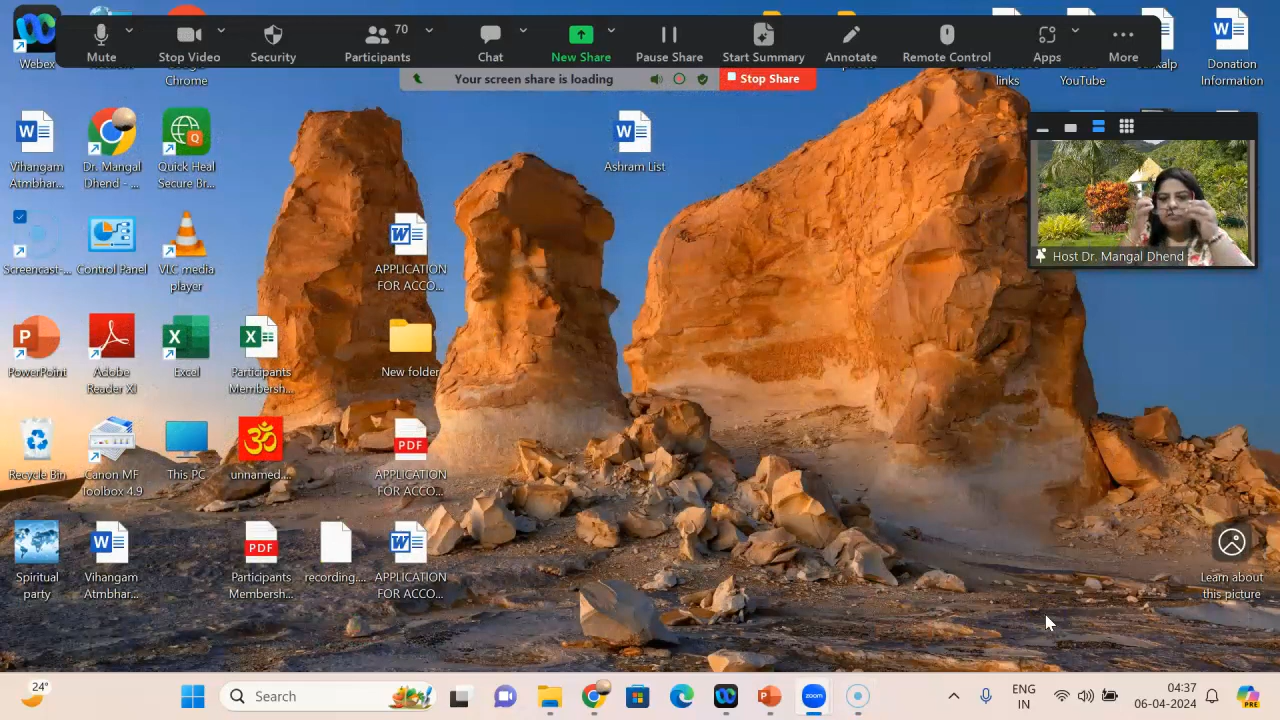 70
Mute
Stop Video
Security
Participants
Chat
New Share
Pause Share
Start Summary
Annotate
Remote Control
Apps
More
Your screen share is loading
Stop Share
Webex
Chrome
links
YouTube
Donation
Information
Vihangam
Atmbhar...
Dr. Mangal
Dhend - ...
Quick Heal
Secure Br...
Ashram List
Host Dr. Mangal Dhend
Screencast-...
Control Panel
VLC media
player
APPLICATION
FOR ACCO...
PowerPoint
Adobe
Reader XI
Excel
Participants
Membersh...
New folder
Recycle Bin
Canon MF
Toolbox 4.9
This PC
ॐ
unnamed....
PDF
APPLICATION
FOR ACCO...
Spiritual
party
Vihangam
Atmbhar...
PDF
Participants
Membersh...
recording....
APPLICATION
FOR ACCO...
Learn about
this picture
24°
Search
zoom
ENG
IN
04:37
06-04-2024
PRE